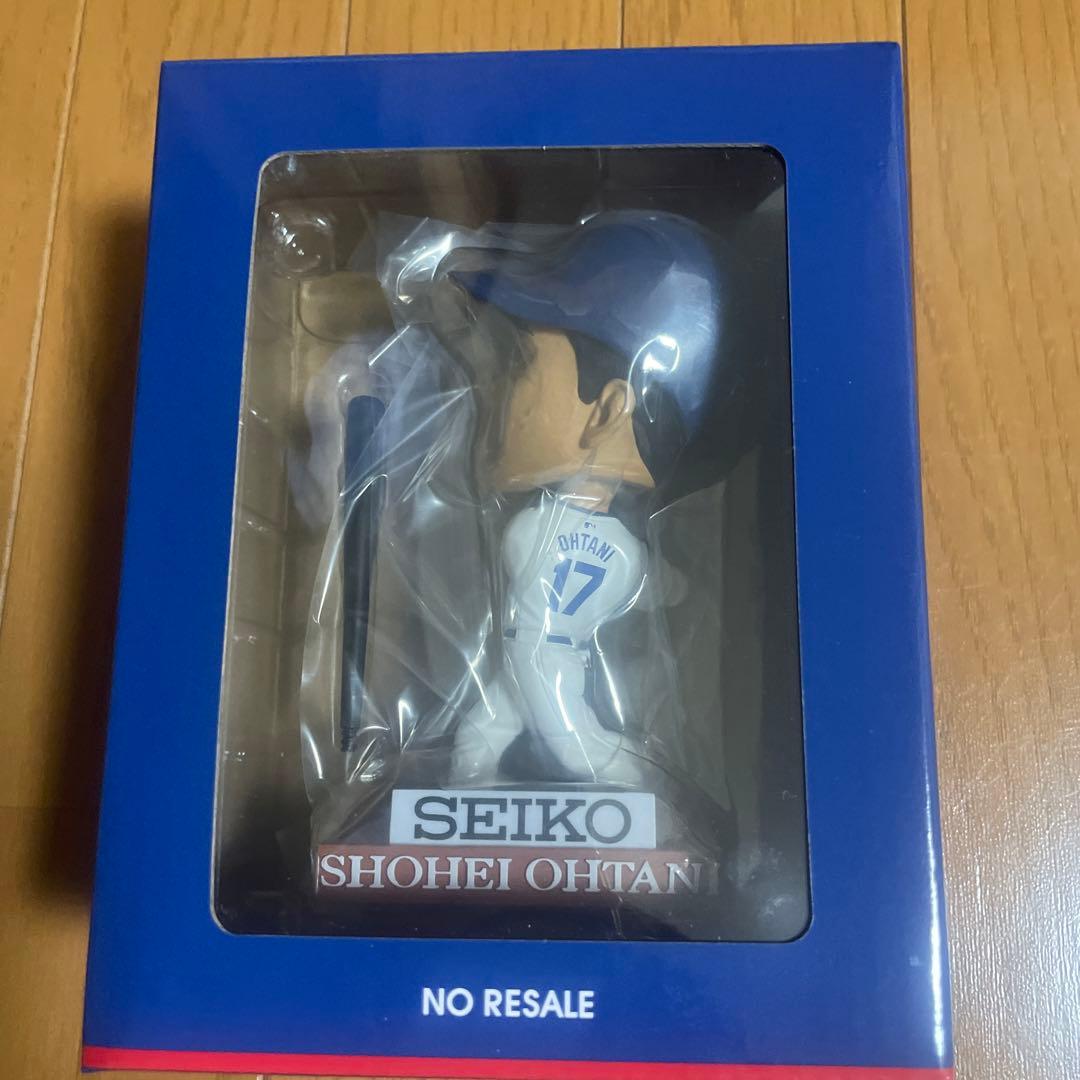 OHTANI
17
SEIKO
SHOHEI OHTANI
NO RESALE